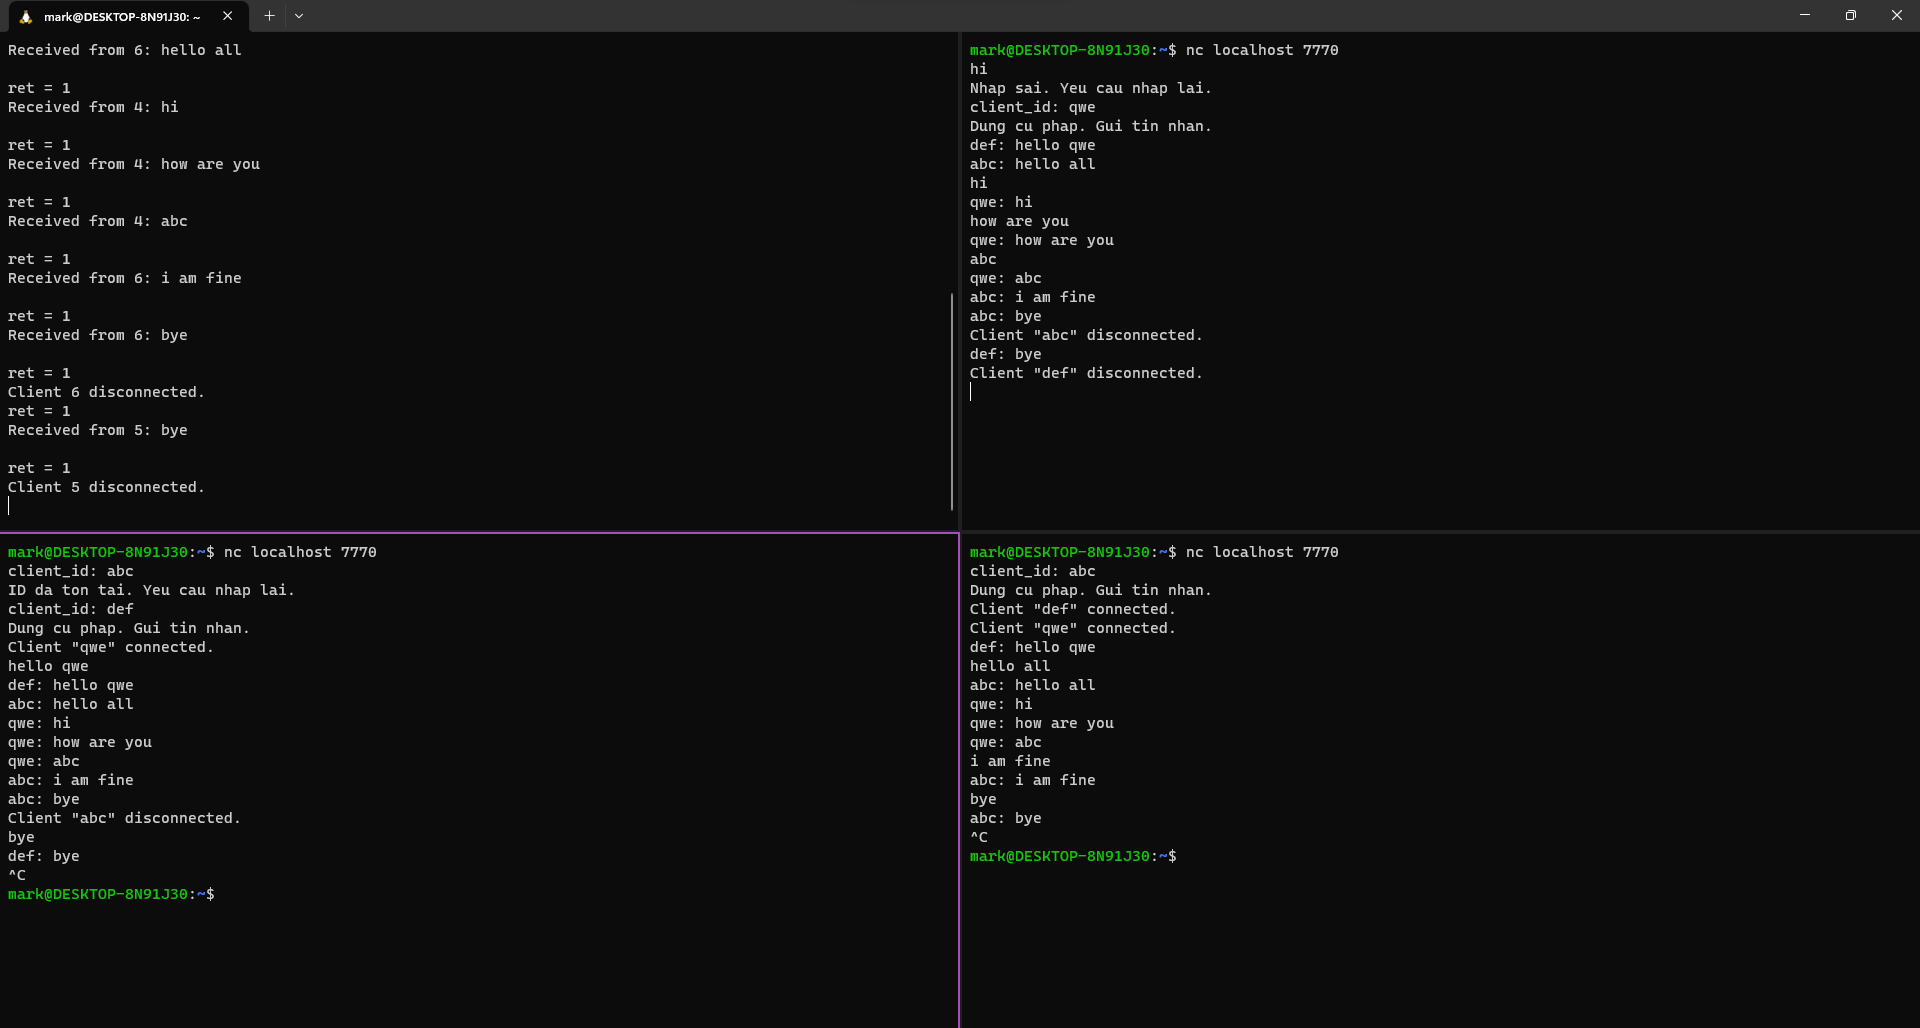 mark@DESKTOP-8N91J30: ~
Received from 6: hello all
ret = 1
Received from 4: hi
ret = 1
Received from 4: how are you
ret = 1
Received from 4: abc
ret = 1
Received from 6: i am fine
ret = 1
Received from 6: bye
ret = 1
Client 6 disconnected.
ret = 1
Received from 5: bye
ret = 1
Client 5 disconnected.
mark@DESKTOP-8N91J30:~$ nc localhost 7770
hi
Nhap sai. Yeu cau nhap lai.
client_id: qwe
Dung cu phap. Gui tin nhan.
def: hello qwe
abc: hello all
hi
qwe: hi
how are you
qwe: how are you
abc
qwe: abc
abc: i am fine
abc: bye
Client "abc" disconnected.
def: bye
Client "def" disconnected.
mark@DESKTOP-8N91J30:~$ nc localhost 7770
client_id: abc
ID da ton tai. Yeu cau nhap lai.
client_id: def
Dung cu phap. Gui tin nhan.
Client "qwe" connected.
hello qwe
def: hello qwe
abc: hello all
qwe: hi
qwe: how are you
qwe: abc
abc: i am fine
abc: bye
Client "abc" disconnected.
bye
def: bye
^C
mark@DESKTOP-8N91J30:~$
mark@DESKTOP-8N91J30:~$ nc localhost 7770
client_id: abc
Dung cu phap. Gui tin nhan.
Client "def" connected.
Client "qwe" connected.
def: hello qwe
hello all
abc: hello all
qwe: hi
qwe: how are you
qwe: abc
i am fine
abc: i am fine
bye
abc: bye
^C
mark@DESKTOP-8N91J30:~$